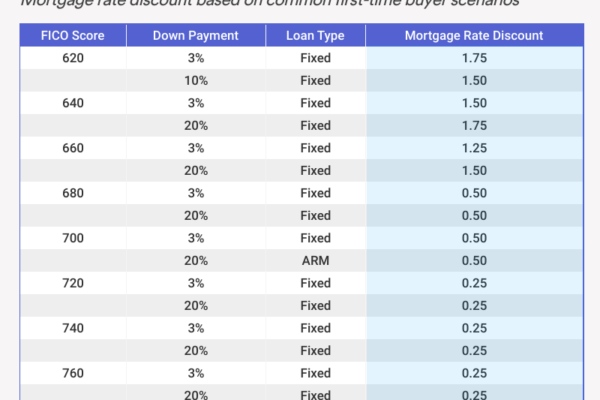 Mortgage rate discount based on common first-time buyer scenarios
FICO Score Down Payment Loan Type Mortgage Rate Discount
620 3% Fixed 1.75
10% Fixed 1.50
640 3% Fixed 1.50
20% Fixed 1.75
660 3% Fixed 1.25
20% Fixed 1.50
680 3% Fixed 0.50
20% Fixed 0.50
700 3% Fixed 0.50
20% ARM 0.50
720 3% Fixed 0.25
20% Fixed 0.25
740 3% Fixed 0.25
20% Fixed 0.25
760 3% Fixed 0.25
20% Fixed 0.25